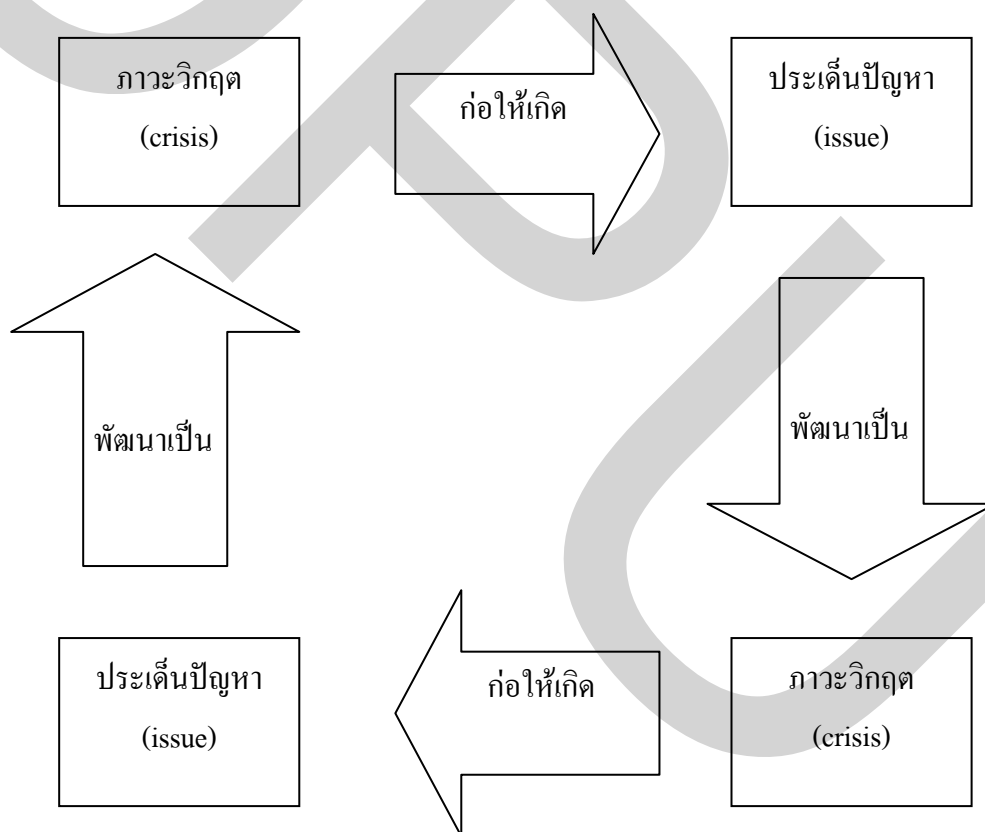 ภาวะวิกฤต
(crisis)
ก่อให้เกิด
ประเด็นปัญหา
(issue)
พัฒนาเป็น
พัฒนาเป็น
ประเด็นปัญหา
(issue)
ก่อให้เกิด
ภาวะวิกฤต
(crisis)